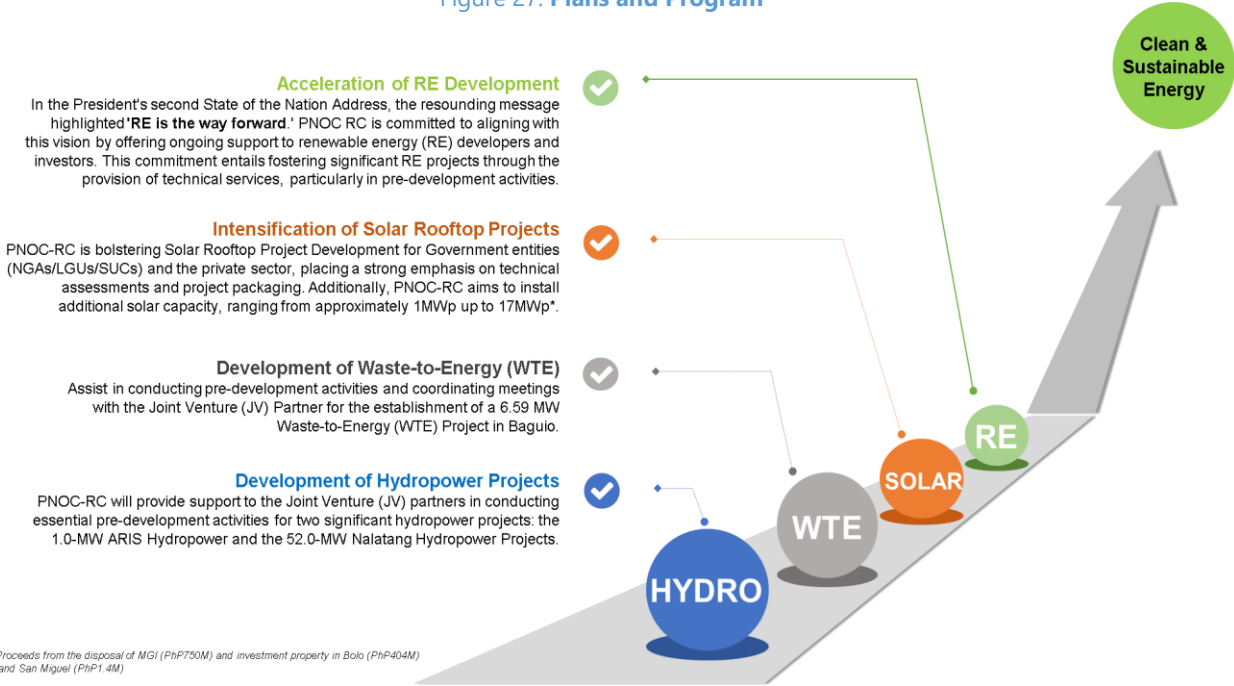 Figure 27. Plans and Program
Clean &
Sustainable
Energy
Acceleration of RE Development
In the President's second State of the Nation Address, the resounding message
highlighted 'RE is the way forward.' PNOC RC is committed to aligning with
this vision by offering ongoing support to renewable energy (RE) developers and
investors. This commitment entails fostering significant RE projects through the
provision of technical services, particularly in pre-development activities.
Intensification of Solar Rooftop Projects
PNOC-RC is bolstering Solar Rooftop Project Development for Government entities
(NGAs/LGUs/SUCs) and the private sector, placing a strong emphasis on technical
assessments and project packaging. Additionally, PNOC-RC aims to install
additional solar capacity, ranging from approximately 1MWp up to 17MWp*.
Development of Waste-to-Energy (WTE)
Assist in conducting pre-development activities and coordinating meetings
with the Joint Venture (JV) Partner for the establishment of a 6.59 MW
Waste-to-Energy (WTE) Project in Baguio.
Development of Hydropower Projects
PNOC-RC will provide support to the Joint Venture (JV) partners in conducting
essential pre-development activities for two significant hydropower projects: the
1.0-MW ARIS Hydropower and the 52.0-MW Nalatang Hydropower Projects.
RE
SOLAR
WTE
HYDRO
Proceeds from the disposal of MGI (PhP750M) and investment property in Bolo (PhP404M)
and San Miguel (PhP1.4M)